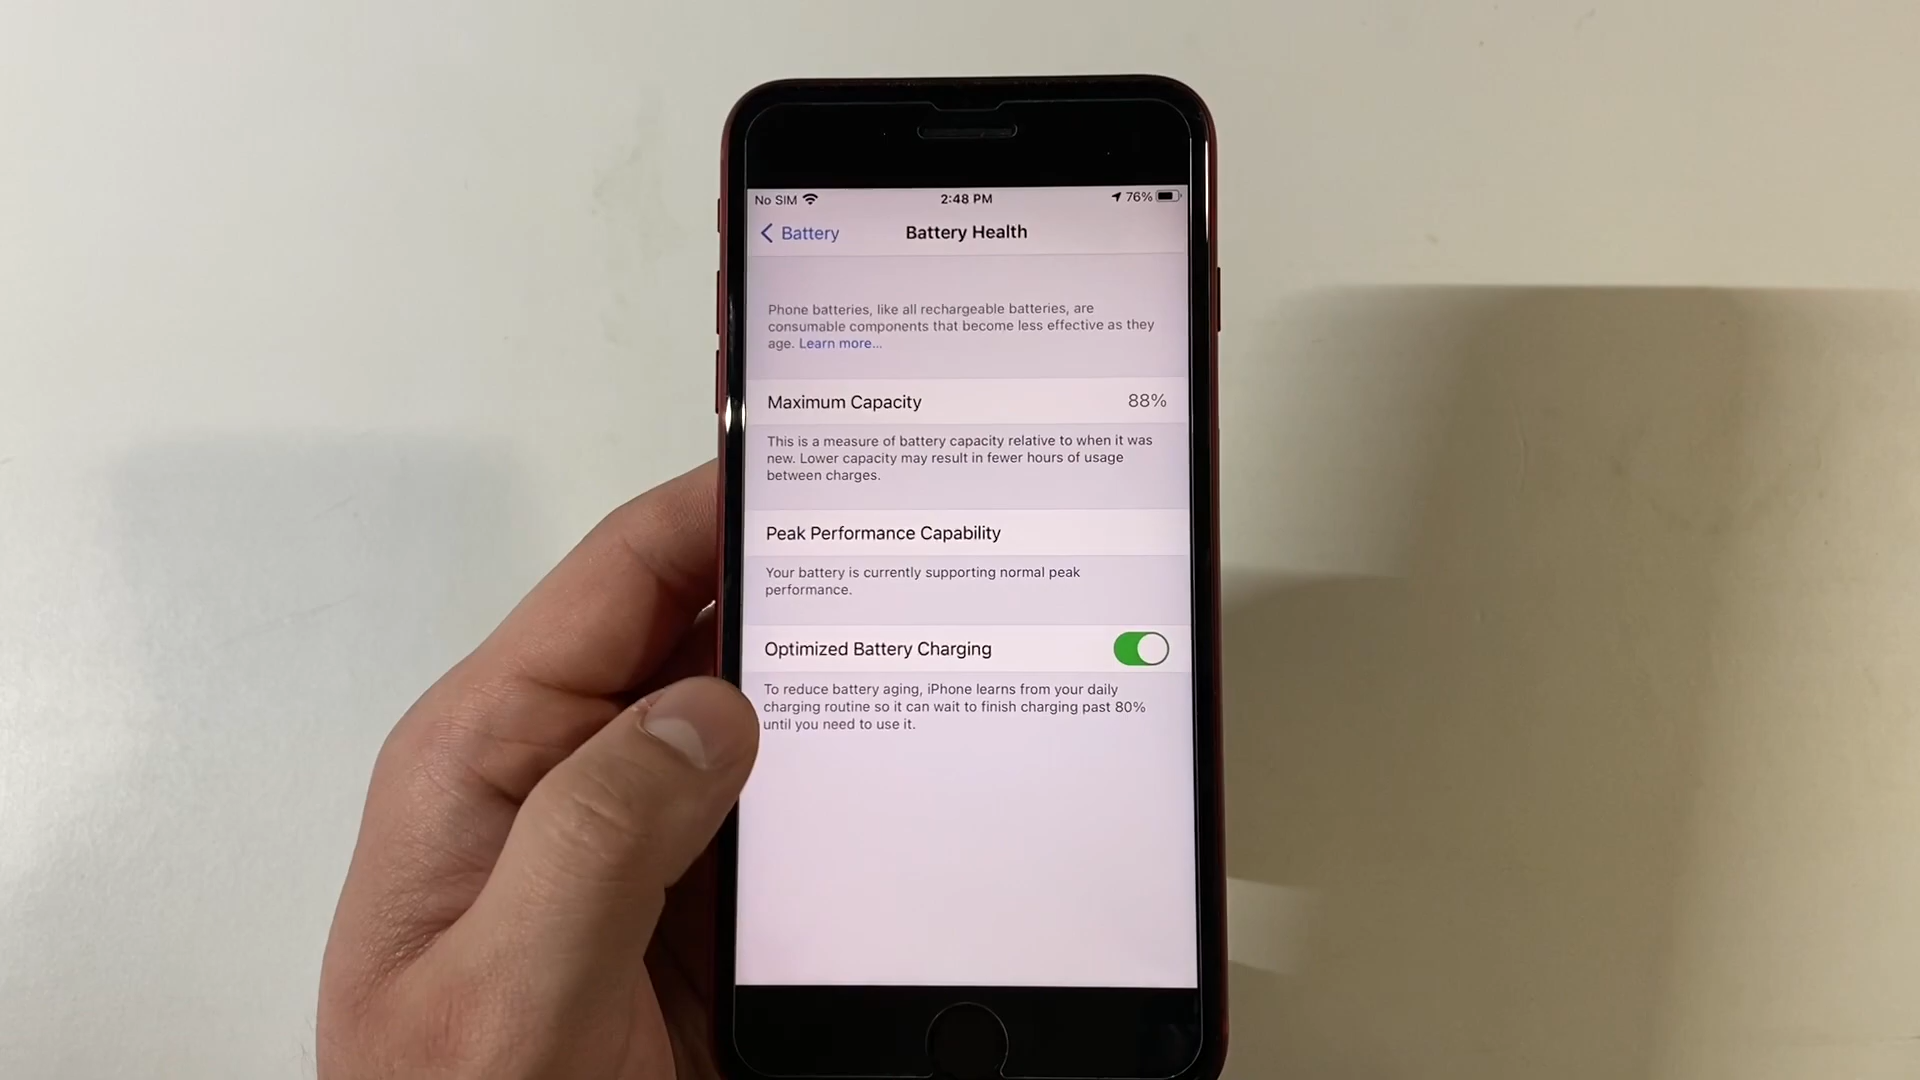 No SIM 2:48 PM 76%
Battery Battery Health
Phone batteries, like all rechargeable batteries, are
consumable components that become less effective as they
age. Learn more...
Maximum Capacity 88%
This is a measure of battery capacity relative to when it was
new. Lower capacity may result in fewer hours of usage
between charges.
Peak Performance Capability
Your battery is currently supporting normal peak
performance.
Optimized Battery Charging
To reduce battery aging, iPhone learns from your daily
charging routine so it can wait to finish charging past 80%
until you need to use it.